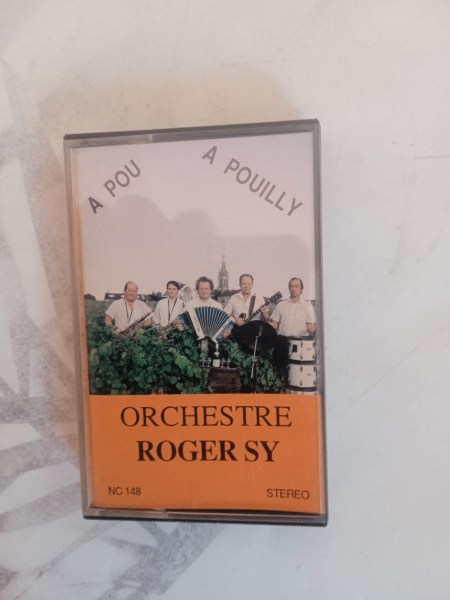 A POU
A POUILLY
ORCHESTRE
ROGER SY
NC 148
STEREO